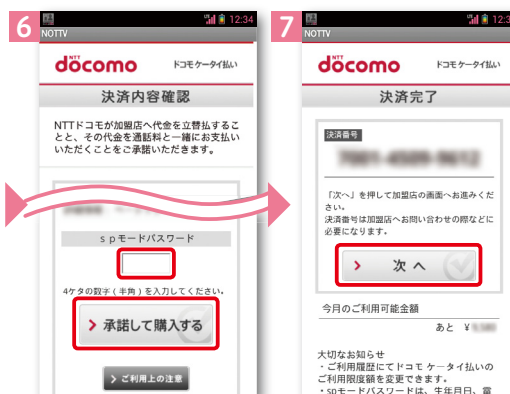 6
12:34
NOTTV
NTT
döcomo
ドコモケータイ払い
決済内容確認
NTTドコモが加盟店へ代金を立替払するこ
とと、その代金を通話料と一緒にお支払い
いただくことをご承諾いただきます。
spモードパスワード
4ケタの数字(半角)を入力してください。
承諾して購入する
ご利用上の注意
7
12:3
NOTTV
NTT
döcomo
ドコモケータイ払い
決済完了
決済番号
「次へ」を押して加盟店の画面へお進みくだ
さい。
決済番号は加盟店へお問い合わせの際などに
必要になります。
次へ
今月のご利用可能金額
あと ¥
大切なお知らせ
・ご利用履歴にてドコモ ケータイ払いの
ご利用限度額を変更できます。
・spモードパスワードは、生年月日、電